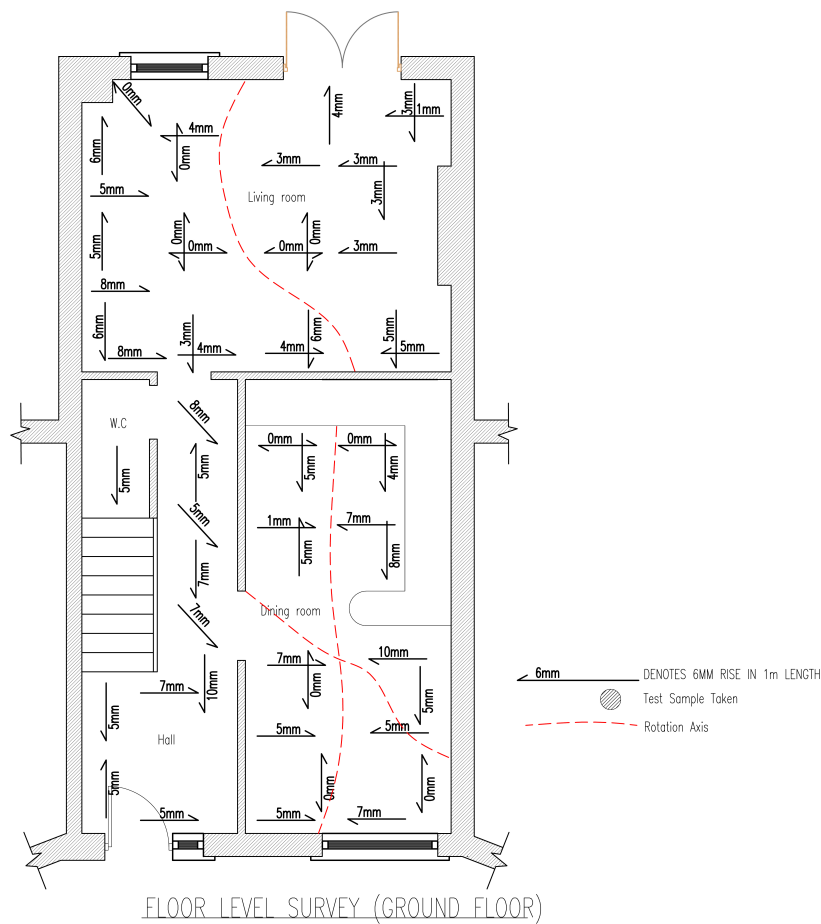 0mm
4mm
3mm
1mm
4mm
0mm
6mm
3mm
3mm
3mm
5mm
Living room
0mm
0mm
5mm
0mm
0mm
3mm
8mm
6mm
3mm
6mm
5mm
8mm
4mm
4mm
5mm
8mm
W.C
0mm
0mm
5mm
5mm
4mm
5mm
5mm
1mm
7mm
5mm
8mm
7mm
7mm
Dining room
7mm
10mm
10mm
0mm
7mm
5mm
5mm
5mm
5mm
Hall
5mm
0mm
0mm
5mm
5mm
7mm
6mm
DENOTES 6MM RISE IN 1m LENGTH
Test Sample Taken
Rotation Axis
FLOOR LEVEL SURVEY (GROUND FLOOR)